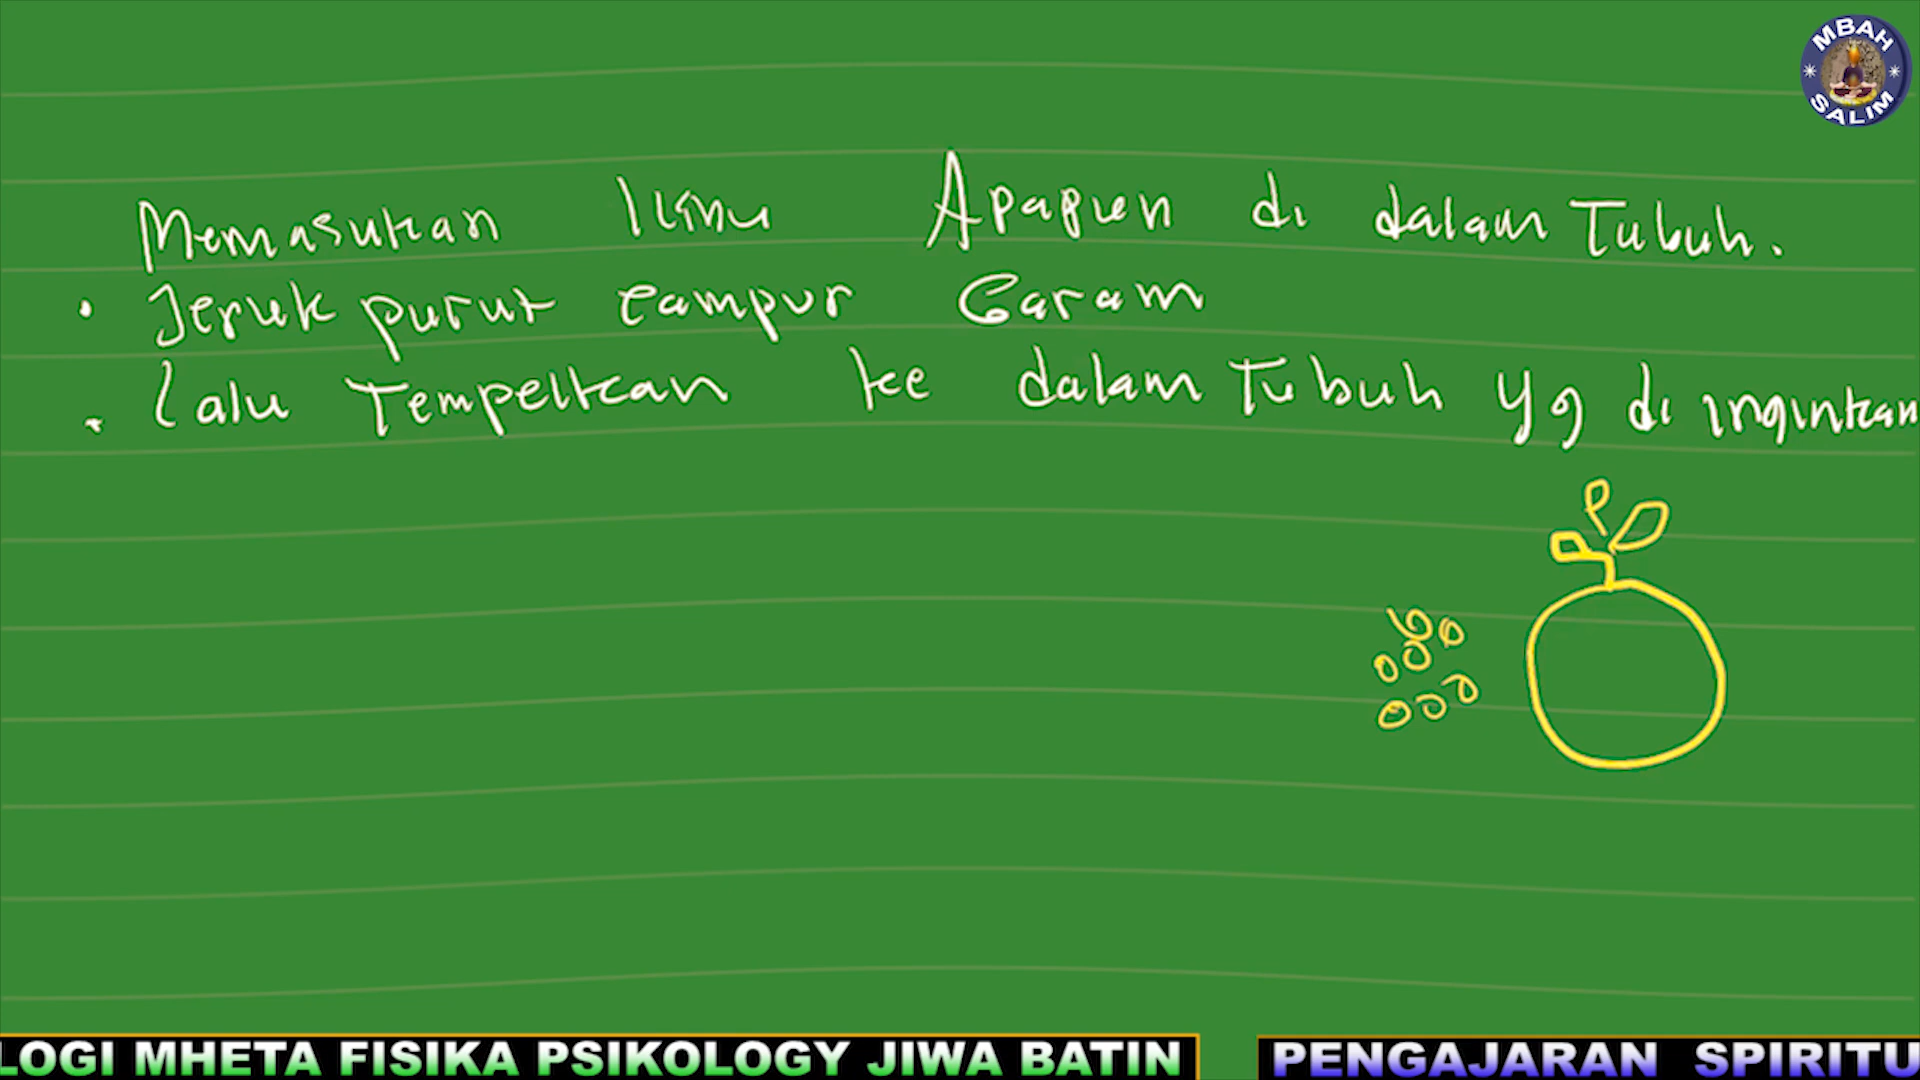 MBAH SALIM
Memasukan Ilmu Apapun di dalam Tubuh.
• Jeruk purut campur Garam
• Lalu Tempelkan ke dalam Tubuh yg di inginkan
LOGI MHETA FISIKA PSIKOLOGY JIWA BATIN PENGAJARAN SPIRITU